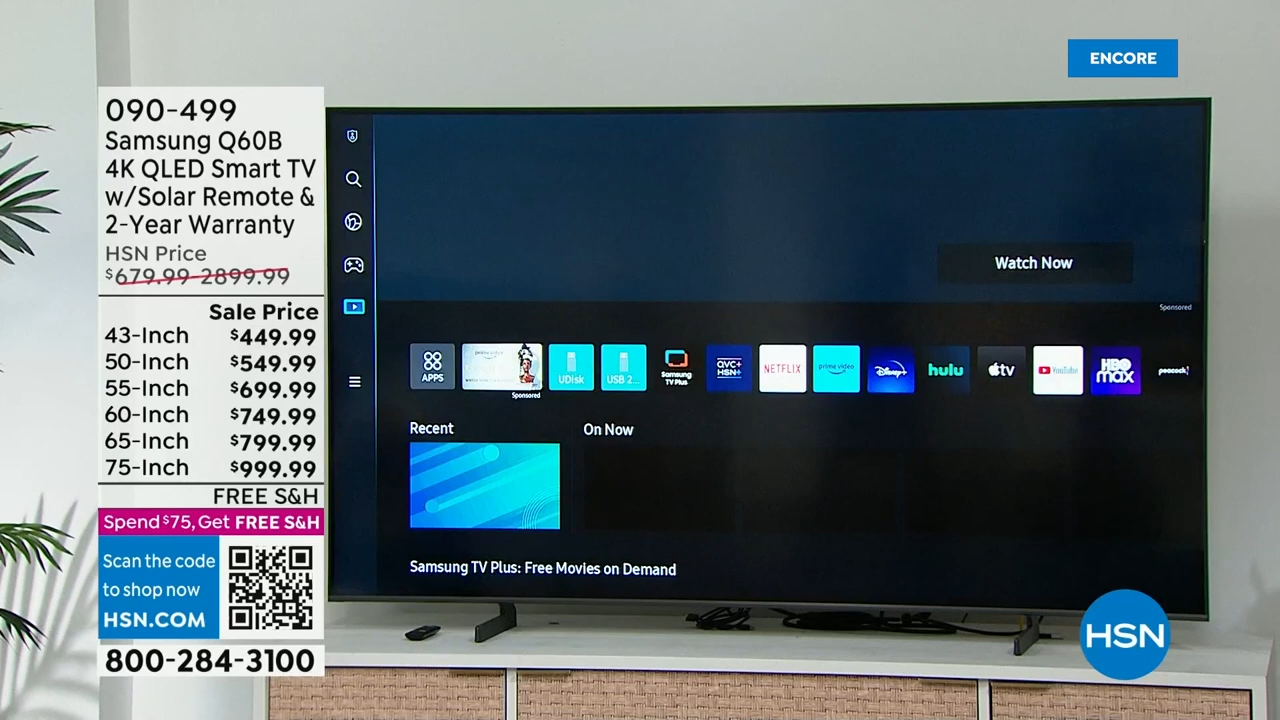 ENCORE
090-499
Samsung Q60B
4K QLED Smart TV
w/Solar Remote &
2-Year Warranty
HSN Price
$679.99-2899.99
Sale Price
43-Inch $449.99
50-Inch $549.99
55-Inch $699.99
60-Inch $749.99
65-Inch $799.99
75-Inch $999.99
FREE S&H
Spend $75, Get FREE S&H
Scan the code
to shop now
HSN.COM
800-284-3100
Watch Now
Sponsored
APPS
prime video
Sponsored
UDisk
USB 2...
Samsung
TV Plus
QVC+
HSN+
NETFLIX
prime video
Disney+
hulu
tv
YouTube
HBO
max
peacock
Recent
On Now
Samsung TV Plus: Free Movies on Demand
HSN